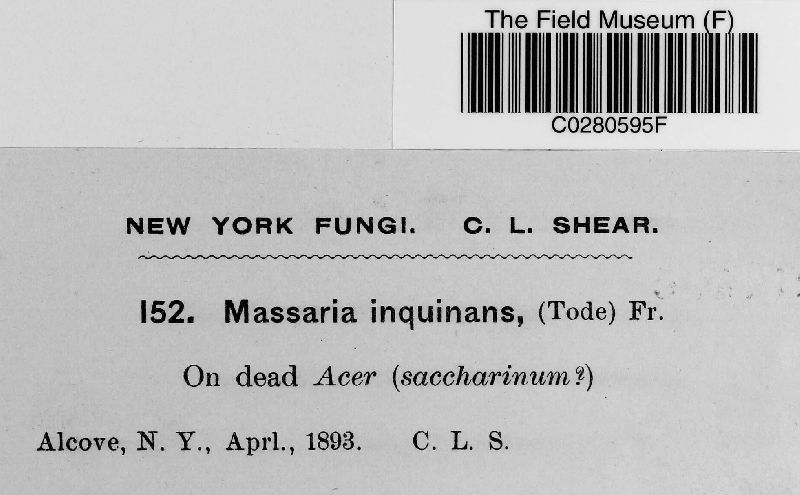 The Field Museum (F)
C0280595F
NEW YORK FUNGI. C. L. SHEAR.
152. Massaria inquinans, (Tode) Fr.
On dead Acer (saccharinum?)
Alcove, N. Y., Aprl., 1893. C. L. S.